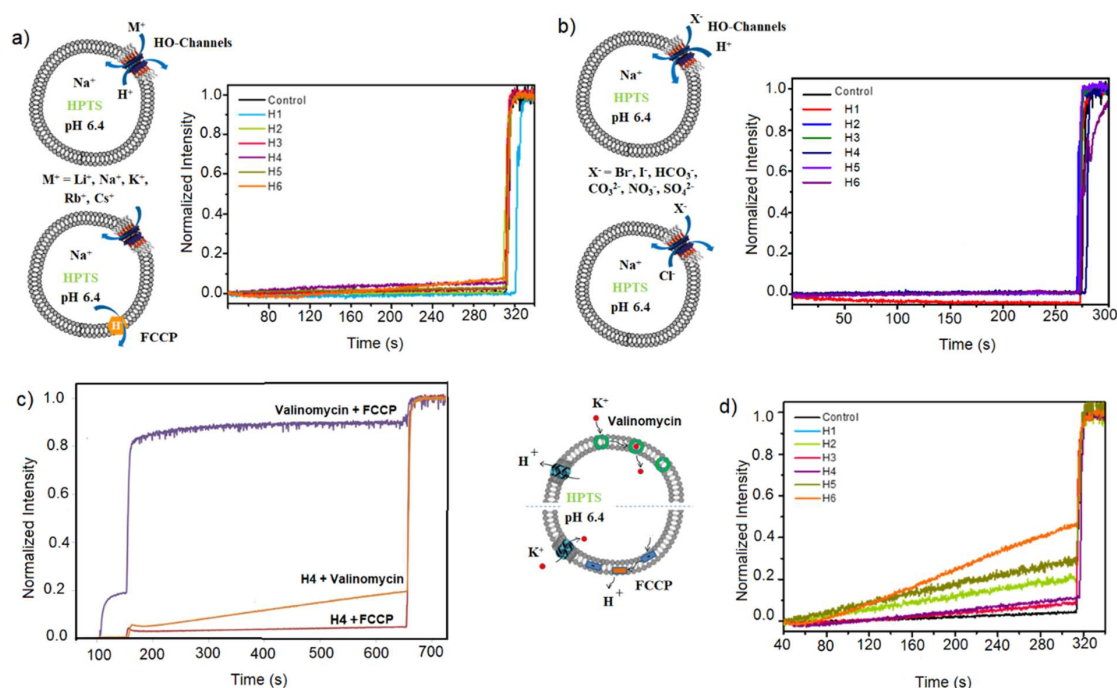 a)
M⁺
HO-Channels
Na⁺
H⁺
HPTS
pH 6.4
M⁺ = Li⁺, Na⁺, K⁺,
Rb⁺, Cs⁺
Na⁺
HPTS
pH 6.4
H
FCCP
Normalized Intensity
1.0
0.8
0.6
0.4
0.2
0.0
Control
H1
H2
H3
H4
H5
H6
80 120 160 200 240 280 320
Time (s)
b)
X⁻
HO-Channels
H⁺
Na⁺
HPTS
pH 6.4
X⁻ = Br⁻, I⁻, HCO₃⁻,
CO₃²⁻, NO₃⁻, SO₄²⁻
X⁻
Na⁺
Cl⁻
HPTS
pH 6.4
Normalized Intensity
1.0
0.8
0.6
0.4
0.2
0.0
Control
H1
H2
H3
H4
H5
H6
50 100 150 200 250 300
Time (s)
c)
Normalized Intensity
1.0
0.8
0.6
0.4
0.2
0.0
Valinomycin + FCCP
H4 + Valinomycin
H4 + FCCP
100 200 300 400 500 600 700
Time (s)
K⁺
Valinomycin
H⁺
HPTS
pH 6.4
K⁺
FCCP
H⁺
d)
Normalized Intensity
1.0
0.8
0.6
0.4
0.2
0.0
Control
H1
H2
H3
H4
H5
H6
40 80 120 160 200 240 280 320
Time (s)